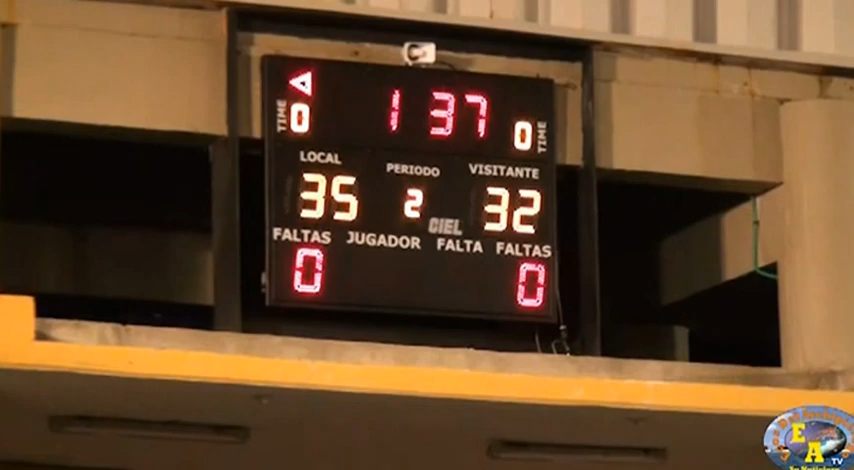 1 37
TIME 0 0 TIME
LOCAL PERIODO VISITANTE
35 2 32
CIEL
FALTAS JUGADOR FALTA FALTAS
0 0
EA
TV